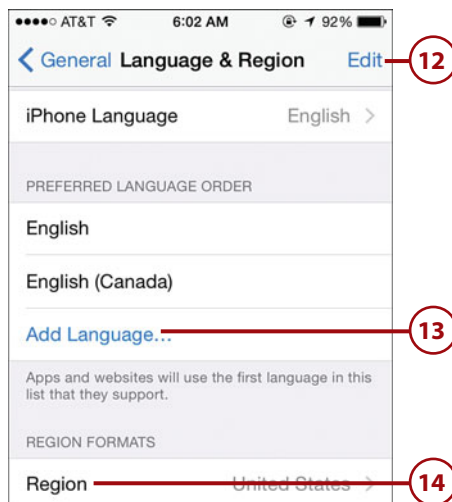 ●●●●○ AT&T 6:02 AM 92%
General Language & Region Edit 12
iPhone Language English >
PREFERRED LANGUAGE ORDER
English
English (Canada)
Add Language... 13
Apps and websites will use the first language in this
list that they support.
REGION FORMATS
Region United States > 14